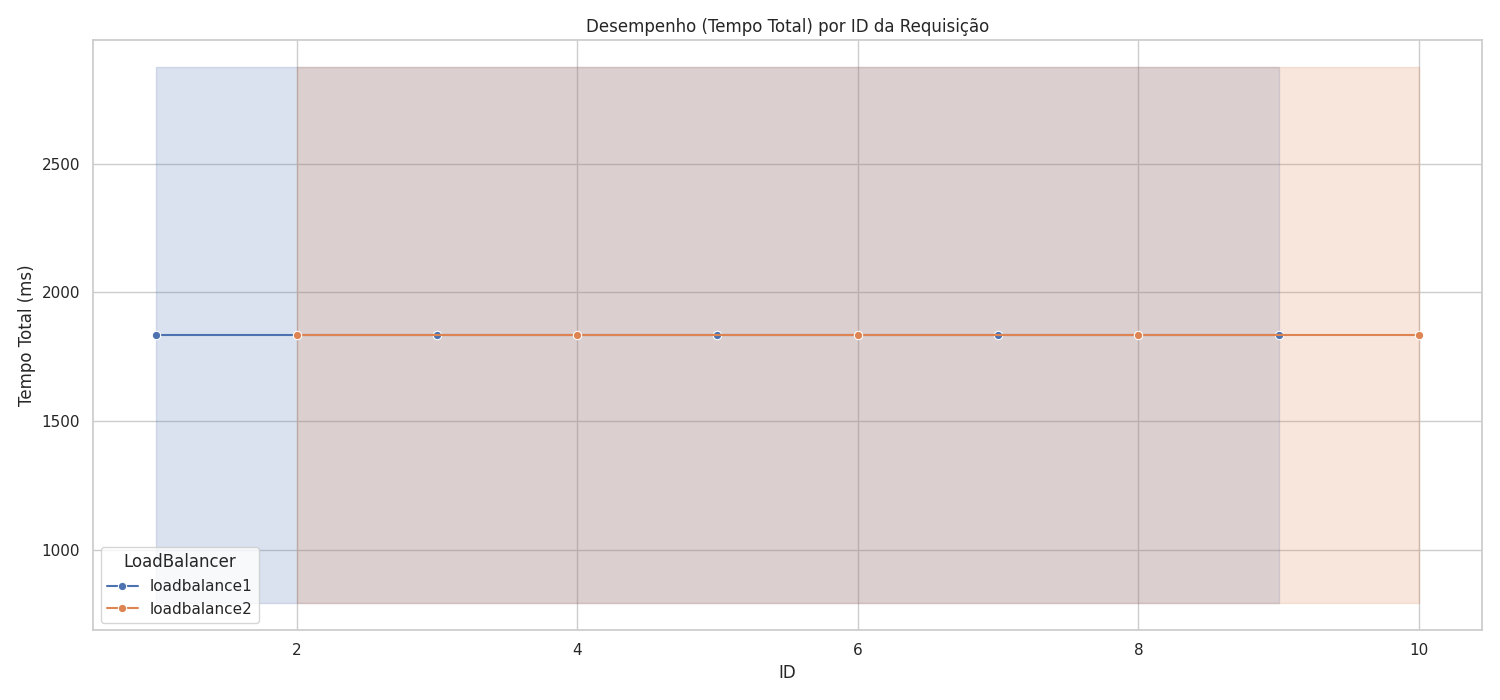 Desempenho (Tempo Total) por ID da Requisição
Tempo Total (ms)
2500
2000
1500
1000
LoadBalancer
loadbalance1
loadbalance2
2 4 6 8 10
ID